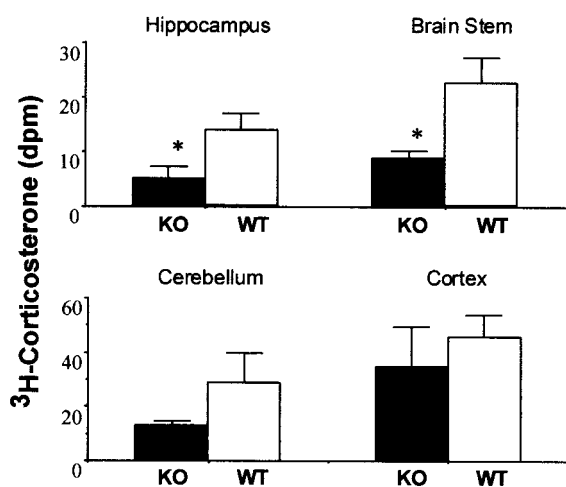 Hippocampus
Brain Stem
³H-Corticosterone (dpm)
30
20
10
0
*
*
KO
WT
KO
WT
Cerebellum
Cortex
60
40
20
0
KO
WT
KO
WT